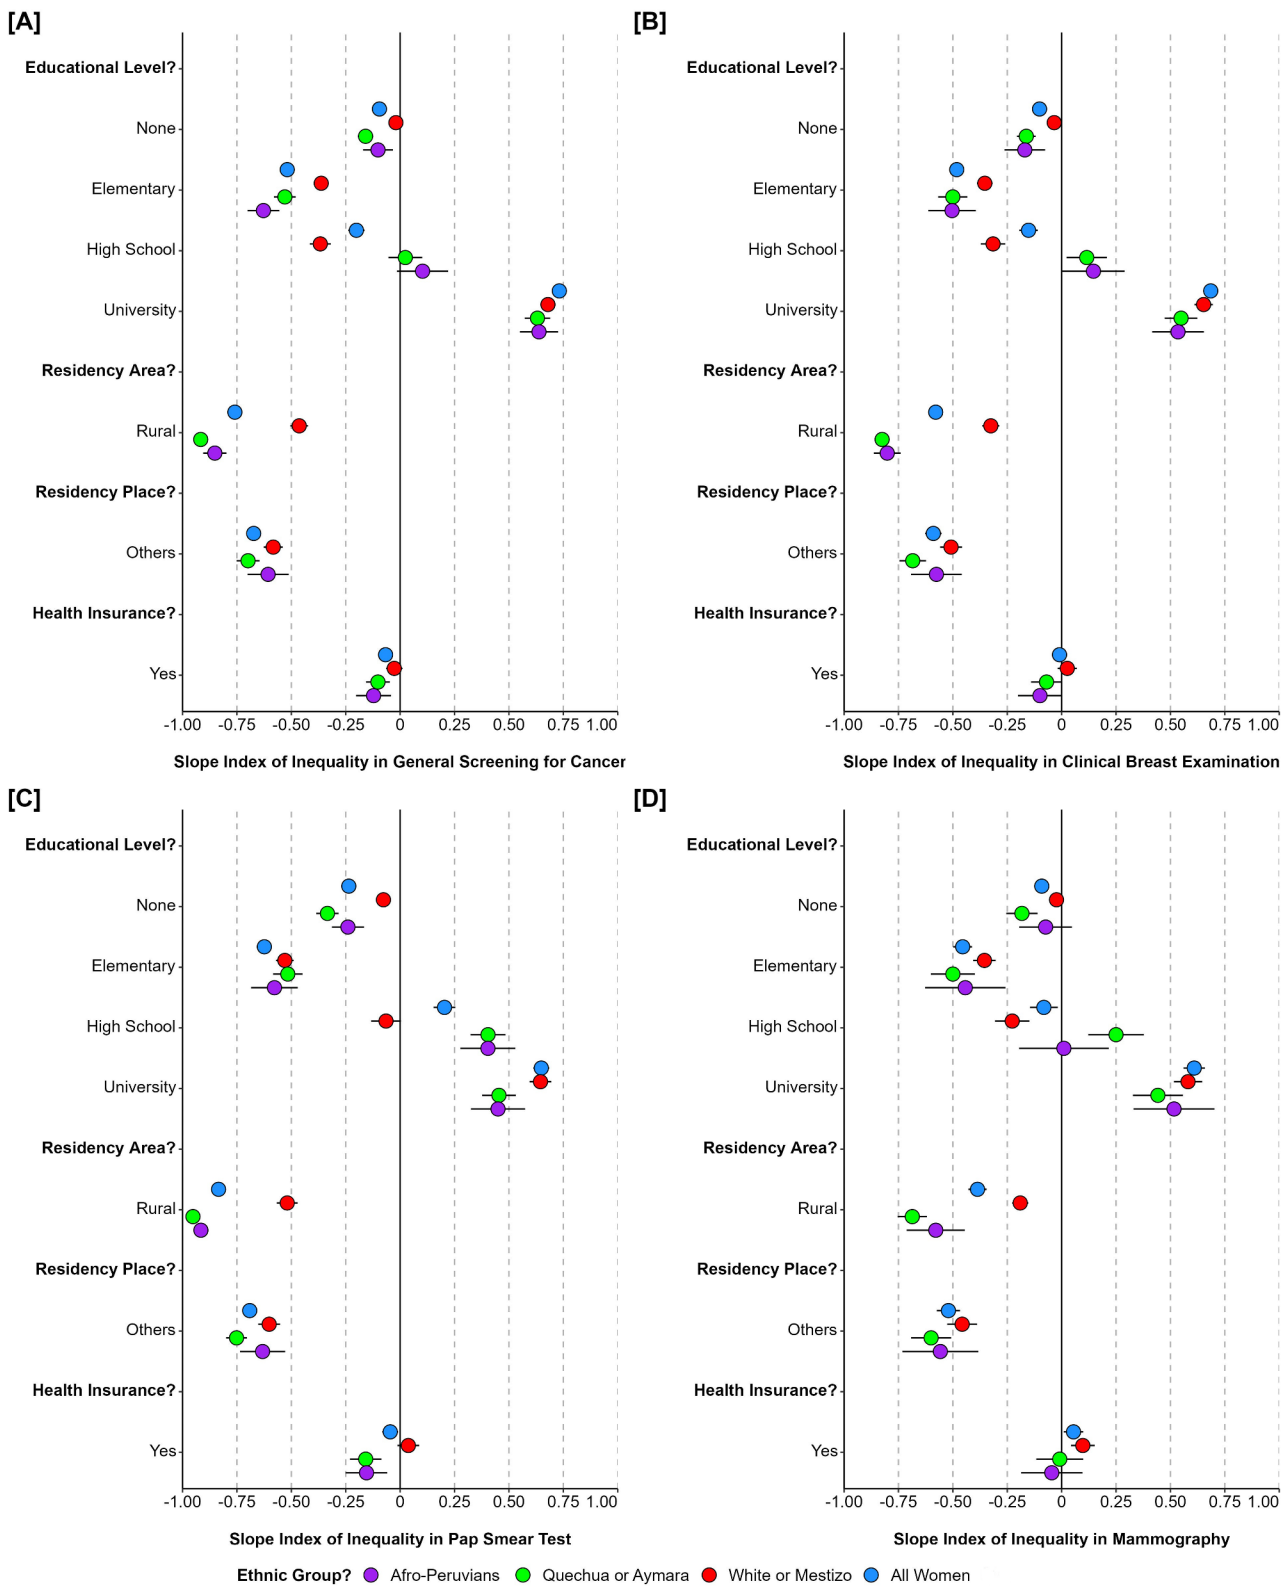 [A]
Educational Level?
None
Elementary
High School
University
Residency Area?
Rural
Residency Place?
Others
Health Insurance?
Yes
-1.00 -0.75 -0.50 -0.25 0 0.25 0.50 0.75 1.00
Slope Index of Inequality in General Screening for Cancer
[B]
Educational Level?
None
Elementary
High School
University
Residency Area?
Rural
Residency Place?
Others
Health Insurance?
Yes
-1.00 -0.75 -0.50 -0.25 0 0.25 0.50 0.75 1.00
Slope Index of Inequality in Clinical Breast Examination
[C]
Educational Level?
None
Elementary
High School
University
Residency Area?
Rural
Residency Place?
Others
Health Insurance?
Yes
-1.00 -0.75 -0.50 -0.25 0 0.25 0.50 0.75 1.00
Slope Index of Inequality in Pap Smear Test
[D]
Educational Level?
None
Elementary
High School
University
Residency Area?
Rural
Residency Place?
Others
Health Insurance?
Yes
-1.00 -0.75 -0.50 -0.25 0 0.25 0.50 0.75 1.00
Slope Index of Inequality in Mammography
Ethnic Group? Afro-Peruvians Quechua or Aymara White or Mestizo All Women